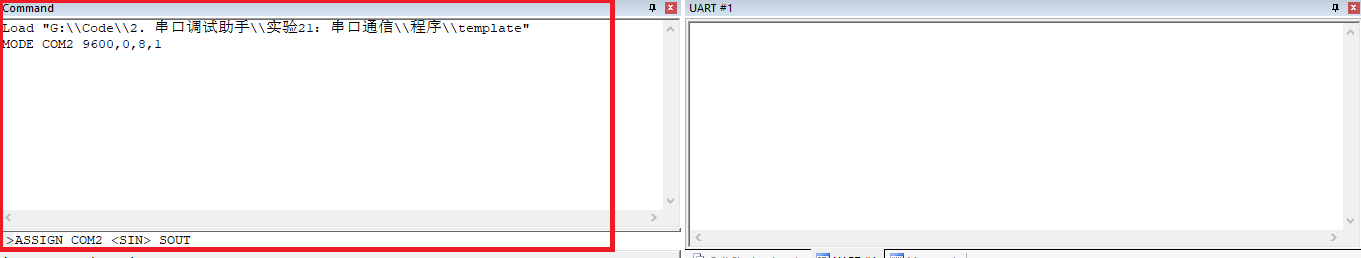 Command
Load "G:\\Code\\2. 串口调试助手\\实验21：串口通信\\程序\\template"
MODE COM2 9600,0,8,1
>ASSIGN COM2 <SIN> SOUT
UART #1